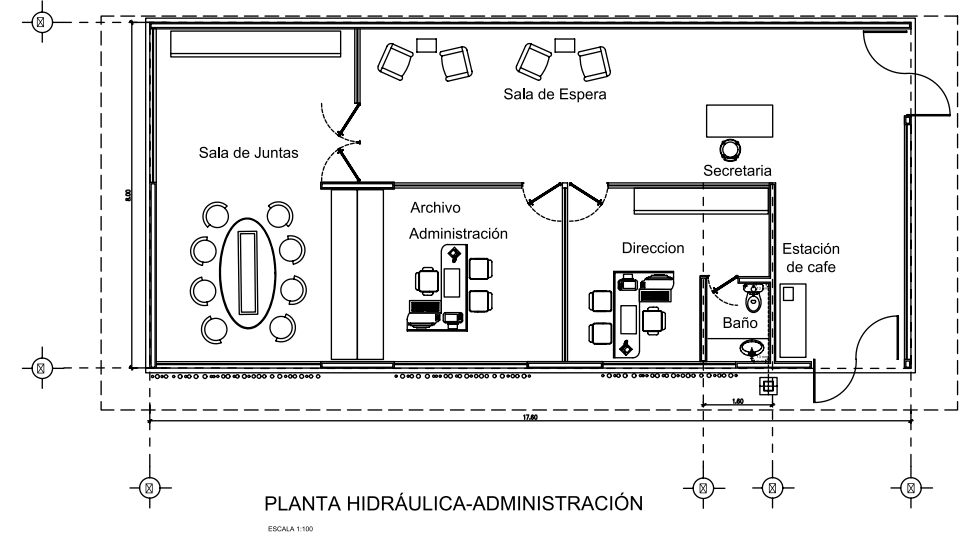 Sala de Espera
Sala de Juntas
Secretaria
8.00
Archivo
Administración
Direccion
Estación
de cafe
Baño
1.60
17.60
PLANTA HIDRÁULICA-ADMINISTRACIÓN
ESCALA 1:100